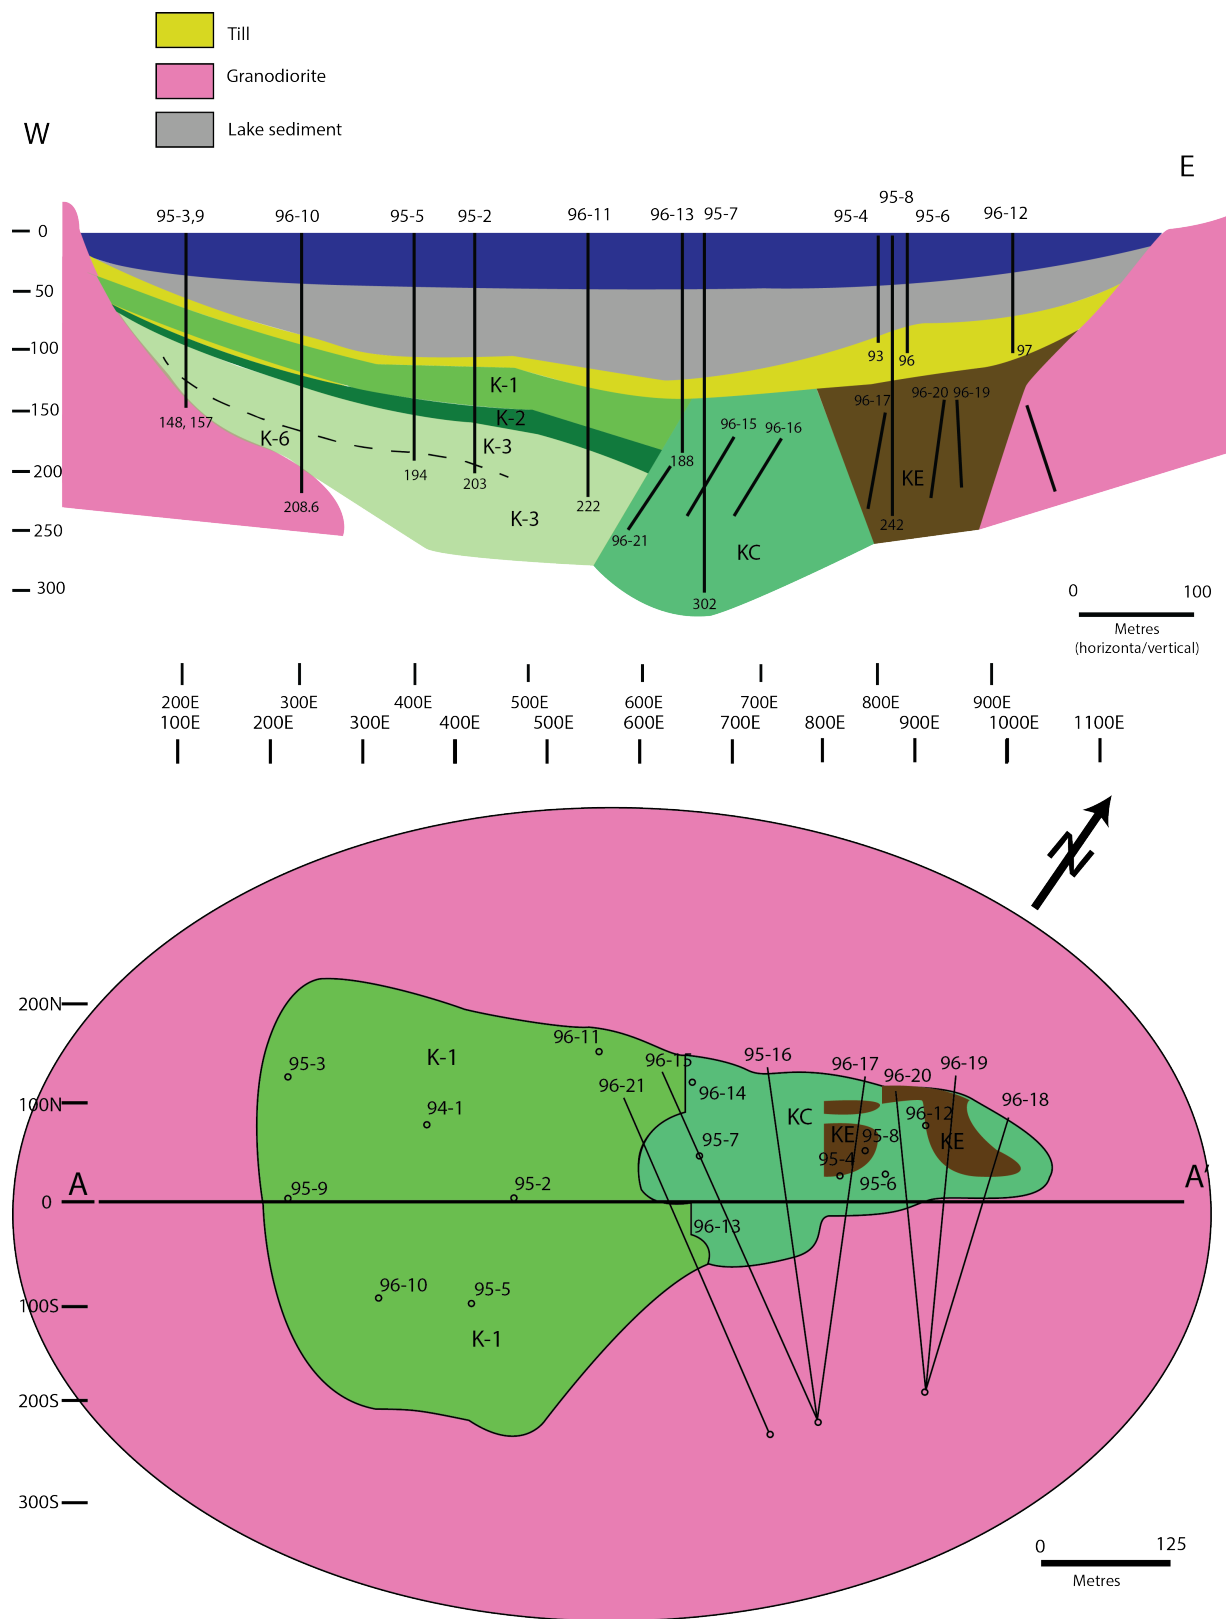 Till
Granodiorite
Lake sediment
W
E
95-3,9
96-10
95-5
95-2
96-11
96-13
95-7
95-4
95-8
95-6
96-12
0
50
100
150
200
250
300
93
96
97
K-1
K-2
K-3
K-6
K-3
148, 157
208.6
194
203
222
188
96-15
96-16
96-17
96-20
96-19
96-21
KC
KE
242
302
0 100
Metres
(horizonta/vertical)
200E 300E 400E 500E 600E 700E 800E 900E
100E 200E 300E 400E 500E 600E 700E 800E 900E 1000E 1100E
N
200N
100N
0
100S
200S
300S
A
A'
96-11
K-1
95-3
94-1
95-9
95-2
96-10
95-5
K-1
96-21
96-15
95-16
96-17
96-20
96-19
96-18
96-14
KC
96-12
95-7
KE
95-8
KE
95-4
95-6
96-13
0 125
Metres